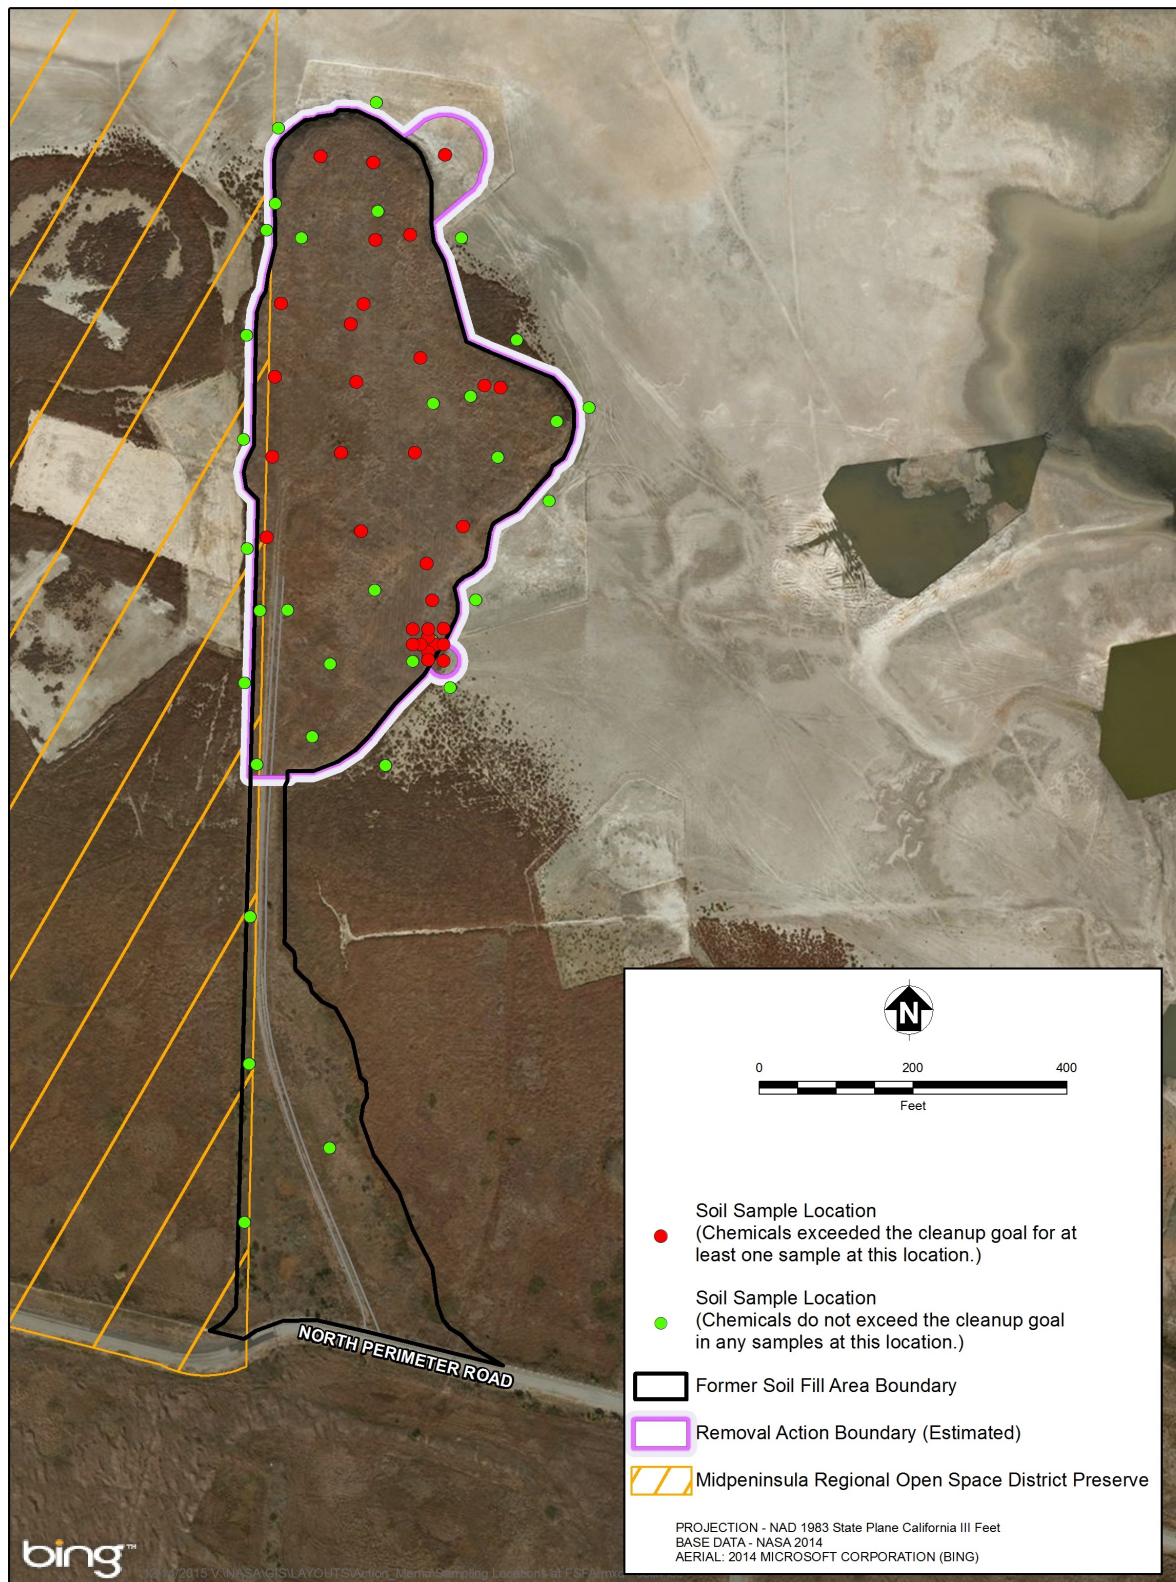 NORTH PERIMETER ROAD
N
0 200 400
Feet
Soil Sample Location
(Chemicals exceeded the cleanup goal for at
least one sample at this location.)
Soil Sample Location
(Chemicals do not exceed the cleanup goal
in any samples at this location.)
Former Soil Fill Area Boundary
Removal Action Boundary (Estimated)
Midpeninsula Regional Open Space District Preserve
PROJECTION - NAD 1983 State Plane California III Feet
BASE DATA - NASA 2014
AERIAL: 2014 MICROSOFT CORPORATION (BING)
bing™